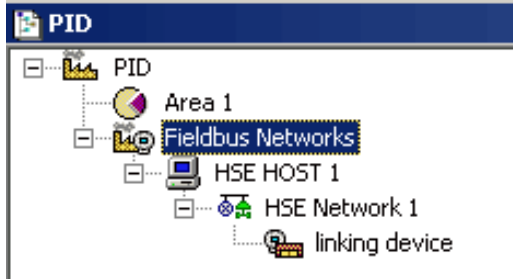 PID
PID
Area 1
Fieldbus Networks
HSE HOST 1
HSE Network 1
linking device